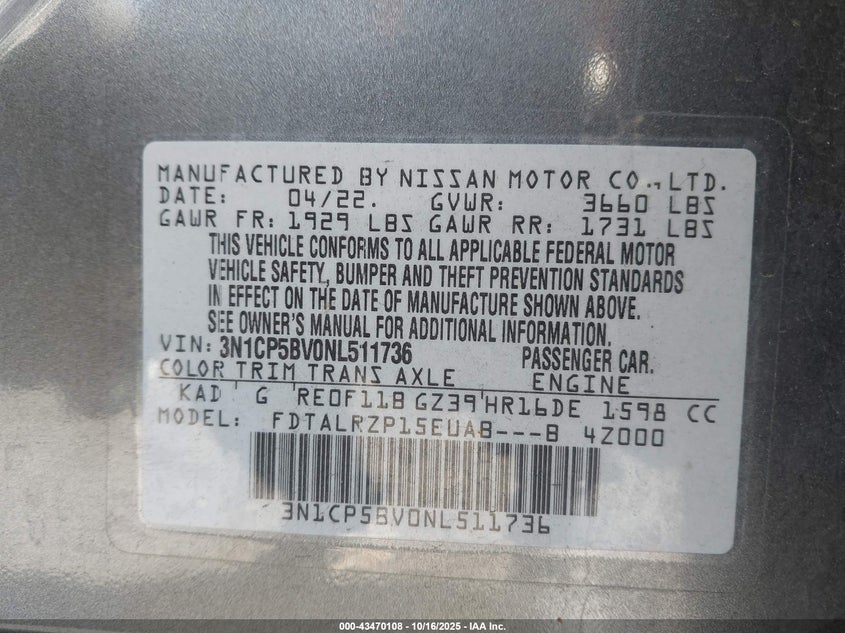 MANUFACTURED BY NISSAN MOTOR CO., LTD.
DATE: 04/22. GVWR: 3660 LBS
GAWR FR: 1929 LBS GAWR RR: 1731 LBS
THIS VEHICLE CONFORMS TO ALL APPLICABLE FEDERAL MOTOR
VEHICLE SAFETY, BUMPER AND THEFT PREVENTION STANDARDS
IN EFFECT ON THE DATE OF MANUFACTURE SHOWN ABOVE.
SEE OWNER'S MANUAL FOR ADDITIONAL INFORMATION.
VIN: 3N1CP5BV0NL511736 PASSENGER CAR.
COLOR TRIM TRANS AXLE ENGINE
KAD G RE0F11B GZ39 HR16DE 1598 CC
MODEL: FDTALRZP15EUAB---B 4Z000
3N1CP5BV0NL511736
000-43470108 - 10/16/2025 - IAA Inc.